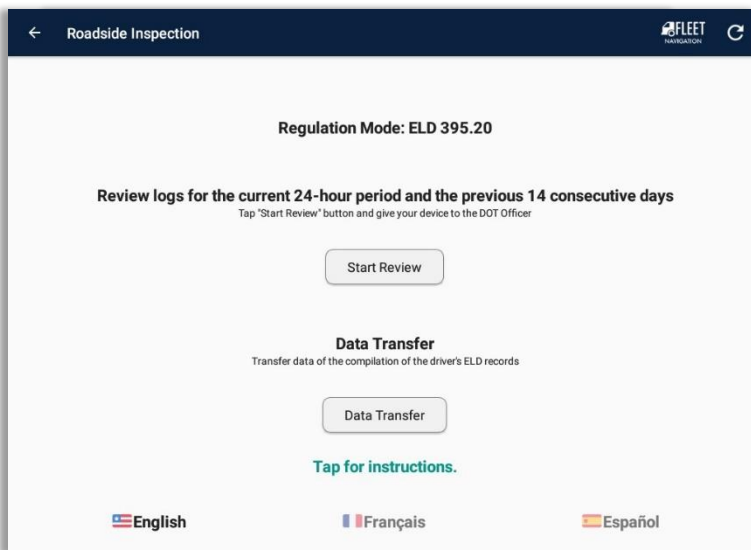 Roadside Inspection
FLEET
NAVIGATION
Regulation Mode: ELD 395.20
Review logs for the current 24-hour period and the previous 14 consecutive days
Tap "Start Review" button and give your device to the DOT Officer
Start Review
Data Transfer
Transfer data of the compilation of the driver's ELD records
Data Transfer
Tap for instructions.
English Français Español